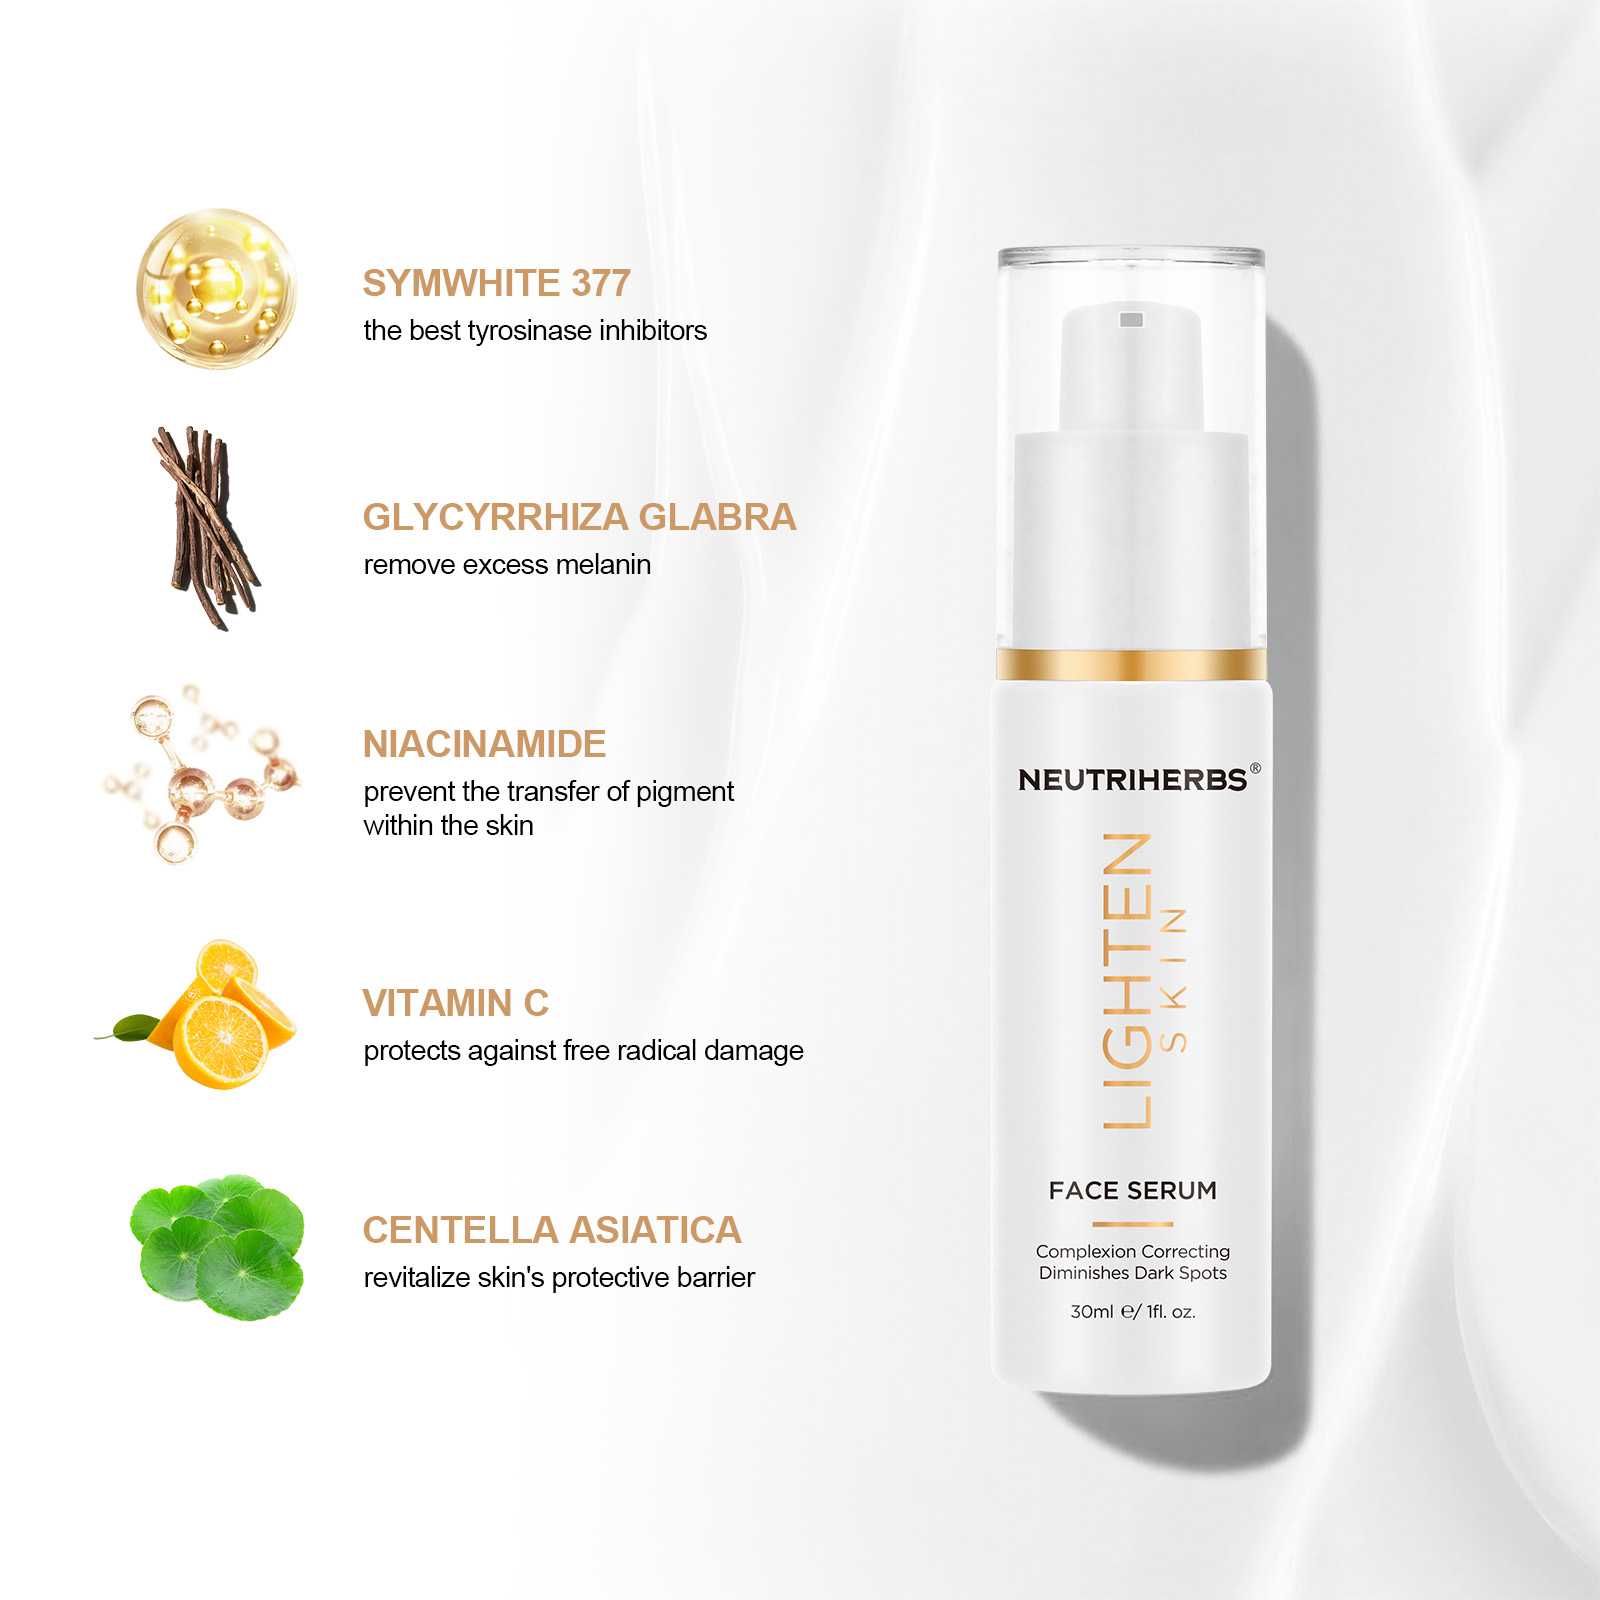 SYMWHITE 377
the best tyrosinase inhibitors
GLYCYRRHIZA GLABRA
remove excess melanin
NIACINAMIDE
prevent the transfer of pigment
within the skin
VITAMIN C
protects against free radical damage
CENTELLA ASIATICA
revitalize skin's protective barrier
NEUTRIHERBS®
LIGHTEN
SKIN
FACE SERUM
Complexion Correcting
Diminishes Dark Spots
30ml ℮/ 1fl. oz.